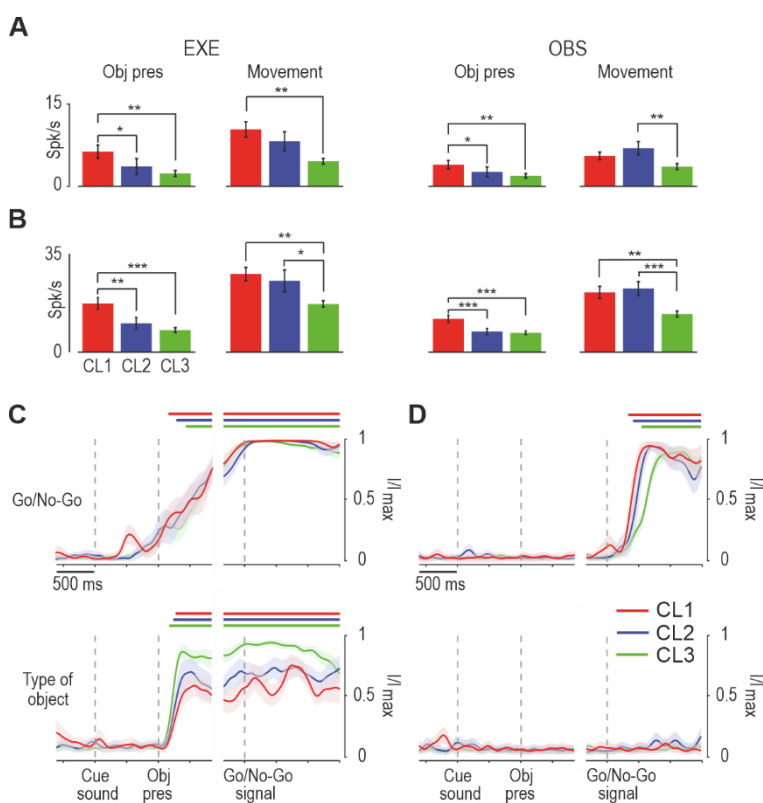 A
EXE
OBS
Obj pres
Movement
Obj pres
Movement
15
Spk/s
0
**
*
**
**
*
**
B
35
Spk/s
0
***
**
**
*
***
***
**
***
CL1 CL2 CL3
C
D
Go/No-Go
1
0.5
0
I/I max
500 ms
1
0.5
0
I/I max
500 ms
Type of
object
1
0.5
0
I/I max
CL1
CL2
CL3
1
0.5
0
I/I max
Cue
sound
Obj
pres
Go/No-Go
signal
Cue
sound
Obj
pres
Go/No-Go
signal